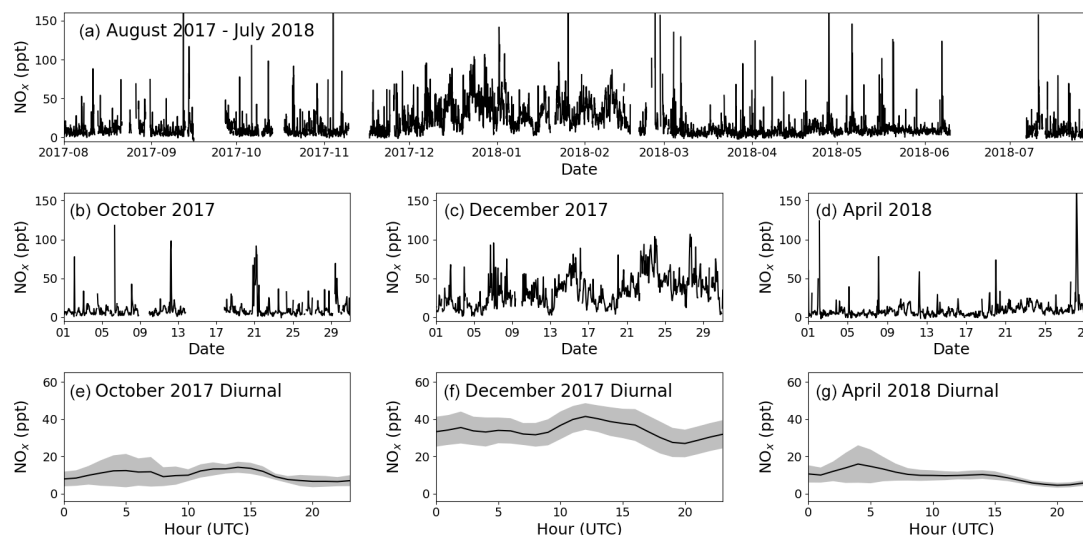 (a) August 2017 - July 2018
NOx (ppt)
150
100
50
0
2017-08 2017-09 2017-10 2017-11 2017-12 2018-01 2018-02 2018-03 2018-04 2018-05 2018-06 2018-07
Date
(b) October 2017
NOx (ppt)
150
100
50
0
01 05 09 13 17 21 25 29
Date
(c) December 2017
NOx (ppt)
150
100
50
0
01 05 09 13 17 21 25 29
Date
(d) April 2018
NOx (ppt)
150
100
50
0
01 05 09 13 17 21 25 29
Date
(e) October 2017 Diurnal
NOx (ppt)
60
40
20
0
0 5 10 15 20
Hour (UTC)
(f) December 2017 Diurnal
NOx (ppt)
60
40
20
0
0 5 10 15 20
Hour (UTC)
(g) April 2018 Diurnal
NOx (ppt)
60
40
20
0
0 5 10 15 20
Hour (UTC)